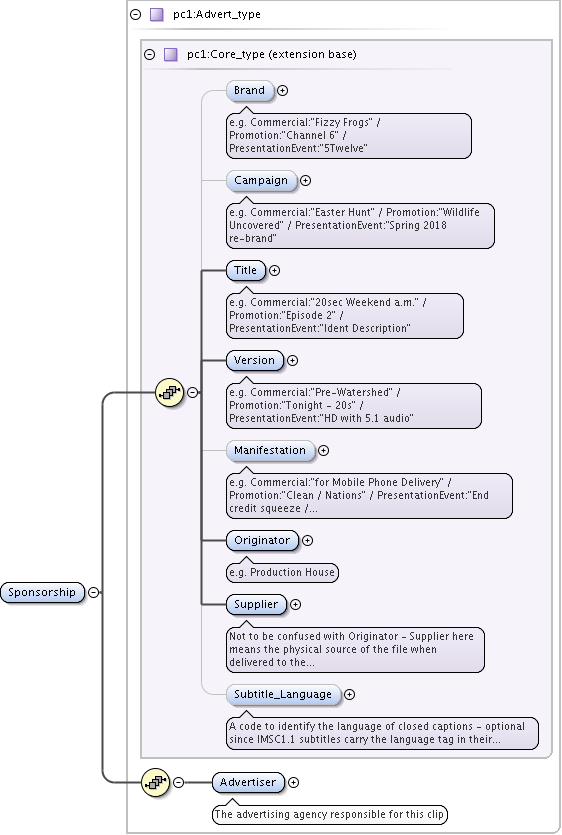 pc1:Advert_type
pc1:Core_type (extension base)
Brand
e.g. Commercial:"Fizzy Frogs" /
Promotion:"Channel 6" /
PresentationEvent:"5Twelve"
Campaign
e.g. Commercial:"Easter Hunt" / Promotion:"Wildlife
Uncovered" / PresentationEvent:"Spring 2018
re-brand"
Title
e.g. Commercial:"20sec Weekend a.m." /
Promotion:"Episode 2" /
PresentationEvent:"Ident Description"
Version
e.g. Commercial:"Pre-Watershed" /
Promotion:"Tonight - 20s" /
PresentationEvent:"HD with 5.1 audio"
Manifestation
e.g. Commercial:"for Mobile Phone Delivery" /
Promotion:"Clean / Nations" / PresentationEvent:"End
credit squeeze /...
Originator
e.g. Production House
Sponsorship
Supplier
Not to be confused with Originator - Supplier here
means the physical source of the file when
delivered to the...
Subtitle_Language
A code to identify the language of closed captions - optional
since IMSC1.1 subtitles carry the language tag in their...
Advertiser
The advertising agency responsible for this clip